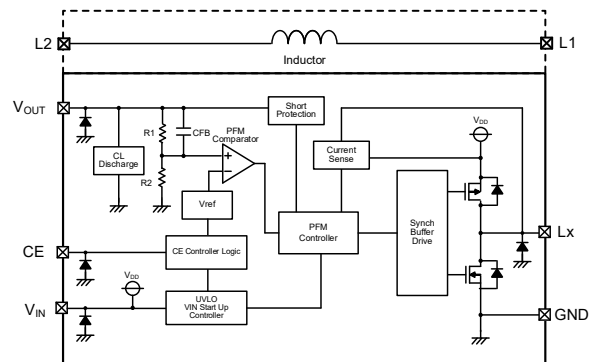 L2
L1
Inductor
VOUT
Short
Protection
R1
CFB
PFM
Comparator
VDD
CL
Discharge
+
Current
Sense
R2
−
Vref
PFM
Controller
Synch
Buffer
Drive
Lx
CE
CE Controller Logic
VDD
VIN
UVLO
VIN Start Up
Controller
GND